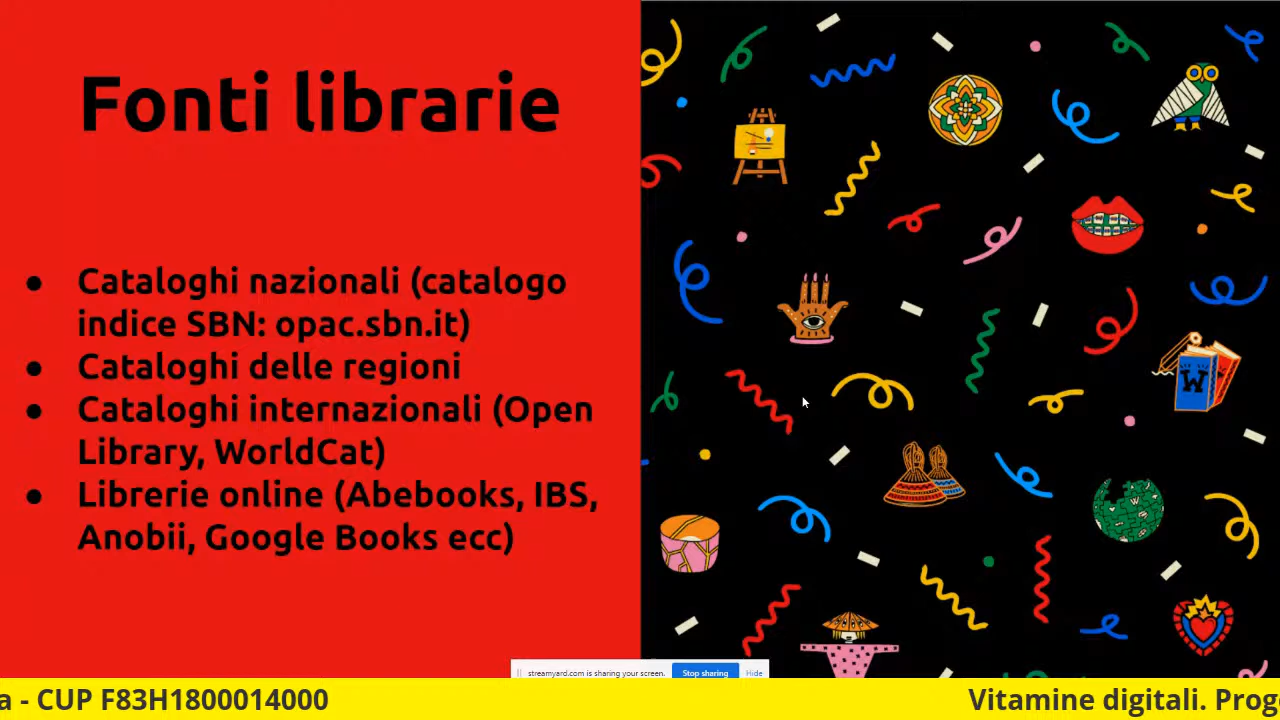 Fonti librarie
● Cataloghi nazionali (catalogo
indice SBN: opac.sbn.it)
● Cataloghi delle regioni
● Cataloghi internazionali (Open
Library, WorldCat)
● Librerie online (Abebooks, IBS,
Anobii, Google Books ecc)
W
W
streamyard.com is sharing your screen. Stop sharing Hide
a - CUP F83H1800014000 Vitamine digitali. Prog